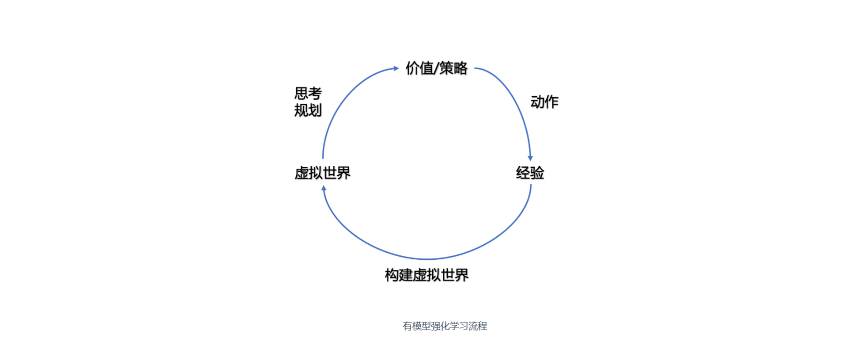 价值/策略
思考
规划
动作
虚拟世界
经验
构建虚拟世界
有模型强化学习流程